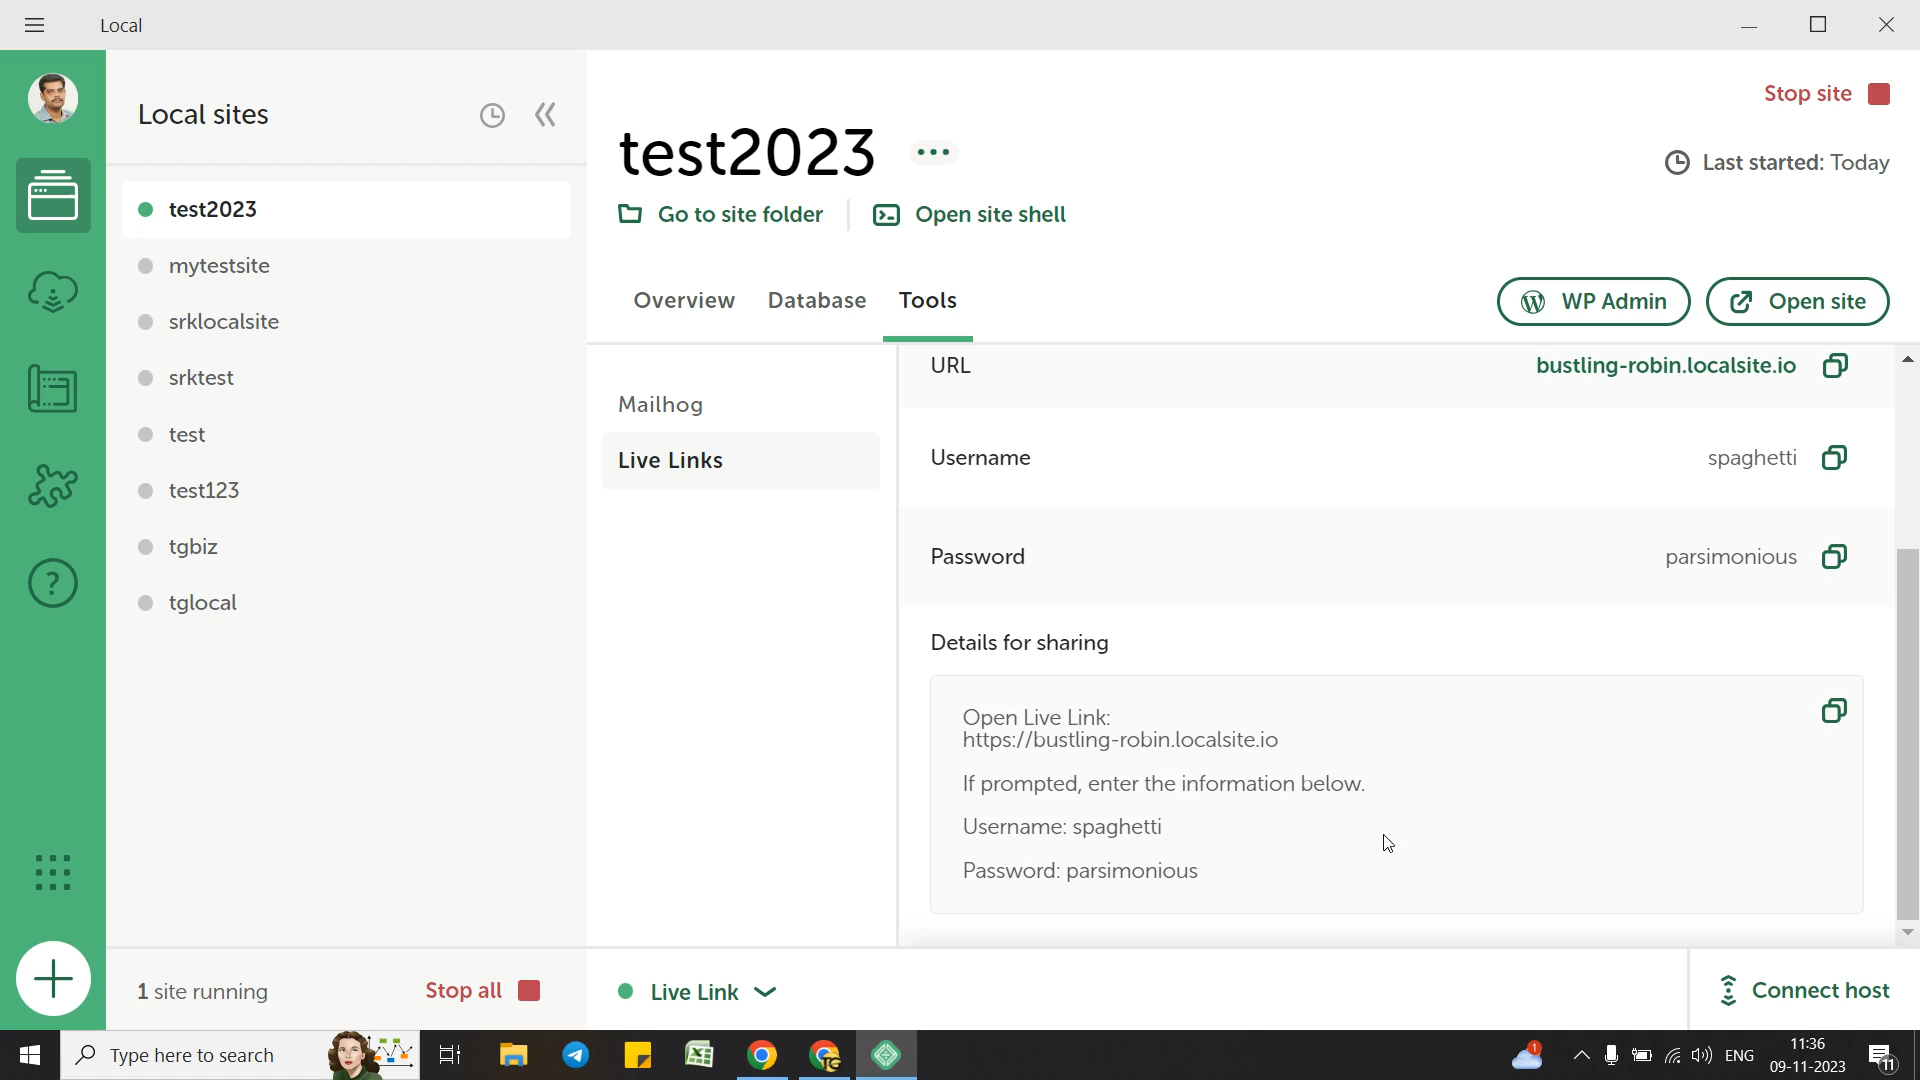 Local
Local sites
test2023
mytestsite
srklocalsite
srktest
test
test123
tgbiz
tglocal
1 site running
Stop all
Stop site
test2023
Last started: Today
Go to site folder
Open site shell
Overview
Database
Tools
WP Admin
Open site
Mailhog
Live Links
URL
bustling-robin.localsite.io
Username
spaghetti
Password
parsimonious
Details for sharing
Open Live Link:
https://bustling-robin.localsite.io
If prompted, enter the information below.
Username: spaghetti
Password: parsimonious
Live Link
Connect host
Type here to search
1
ENG
11:36
09-11-2023
11